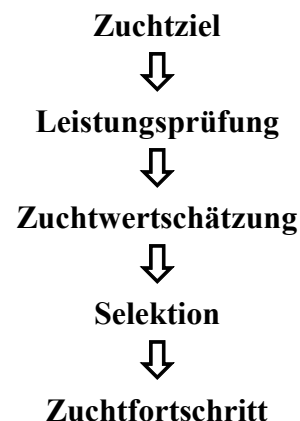 Zuchtziel
Leistungsprüfung
Zuchtwertschätzung
Selektion
Zuchtfortschritt